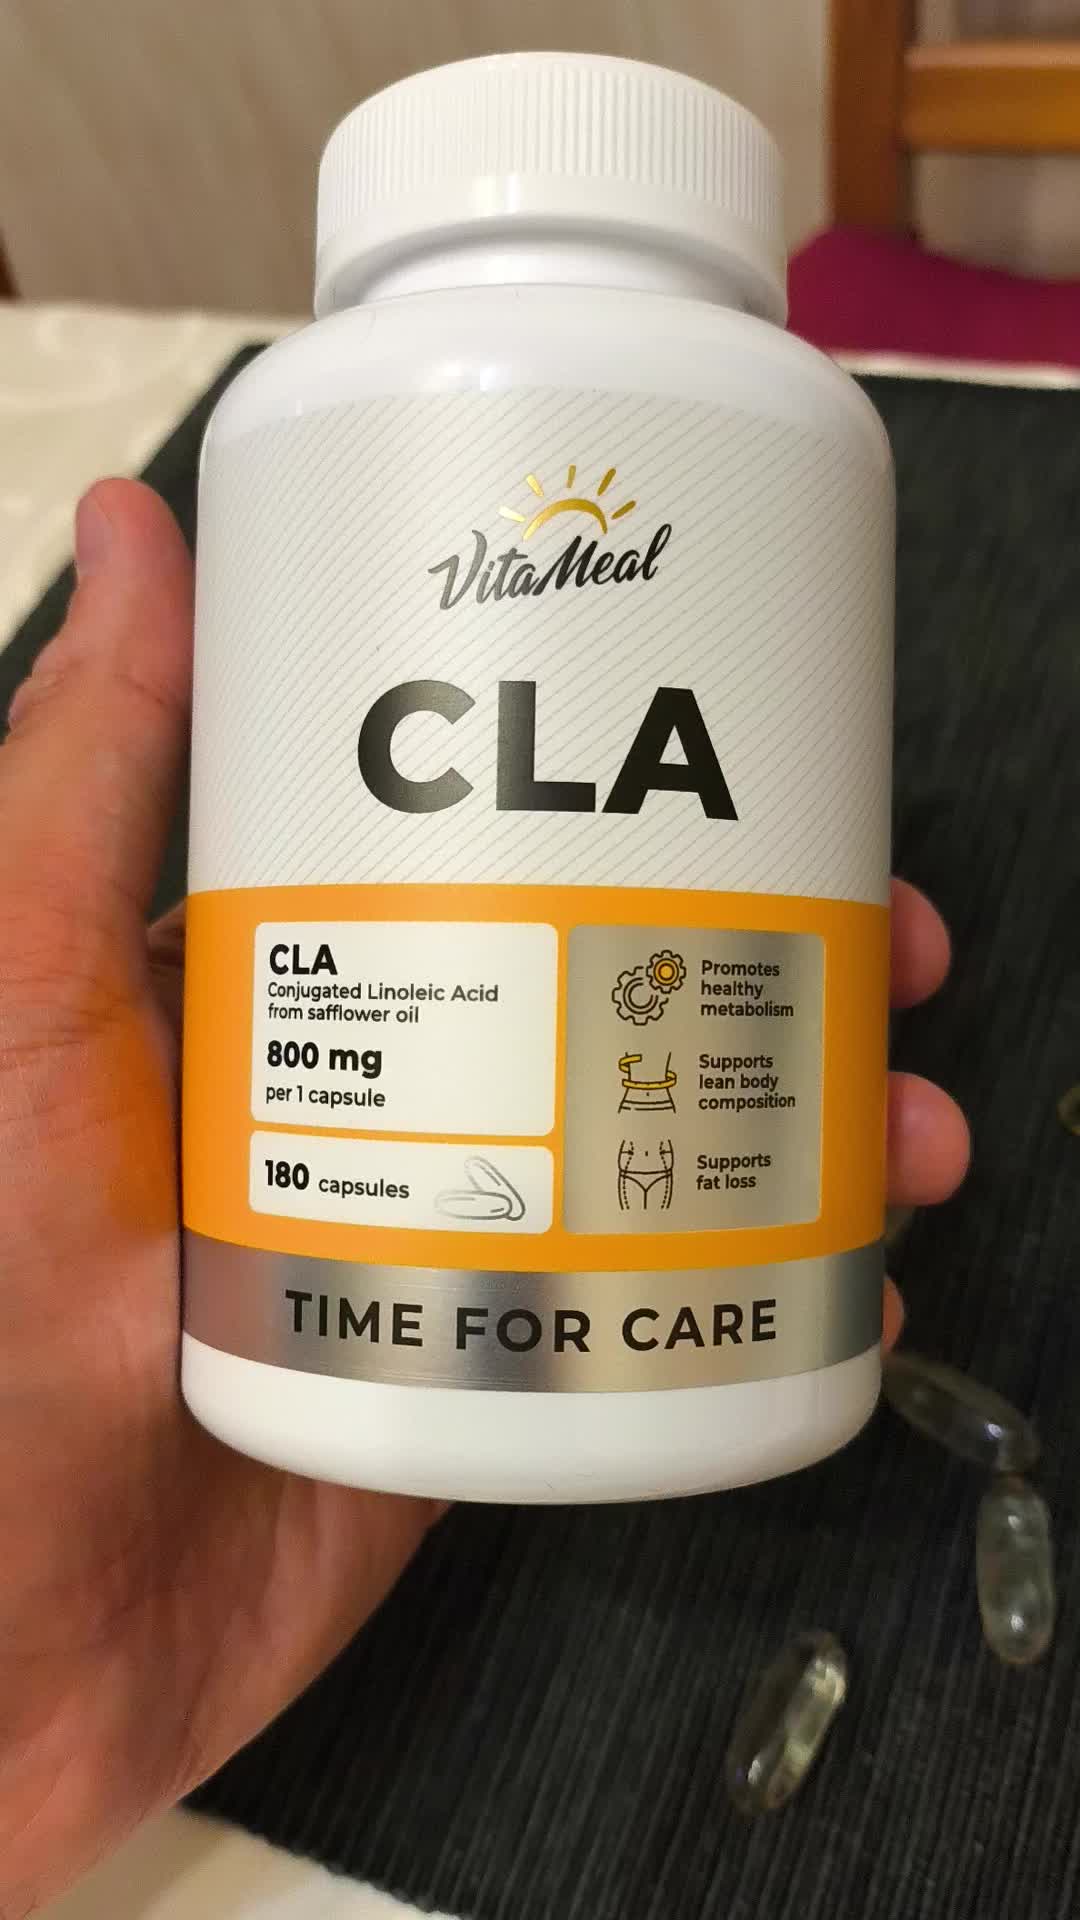 VitaMeal
CLA
CLA
Conjugated Linoleic Acid
from safflower oil
800 mg
per 1 capsule
180 capsules
Promotes
healthy
metabolism
Supports
lean body
composition
Supports
fat loss
TIME FOR CARE